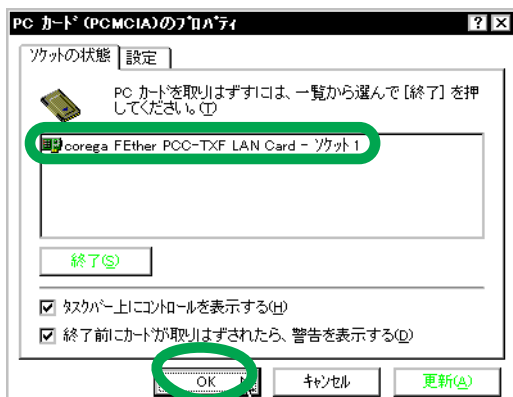 PC ｶｰﾄﾞ (PCMCIA)のﾌﾟﾛﾊﾟﾃｨ
ｿｹｯﾄの状態 設定
PC ｶｰﾄﾞを取りはずすには、一覧から選んで [終了] を押
してください。(T)
corega FEther PCC-TXF LAN Card - ｿｹｯﾄ 1
終了(S)
ﾀｽｸﾊﾞｰ上にｺﾝﾄﾛｰﾙを表示する(H)
終了前にｶｰﾄﾞが取りはずされたら、警告を表示する(D)
OK ｷｬﾝｾﾙ 更新(A)